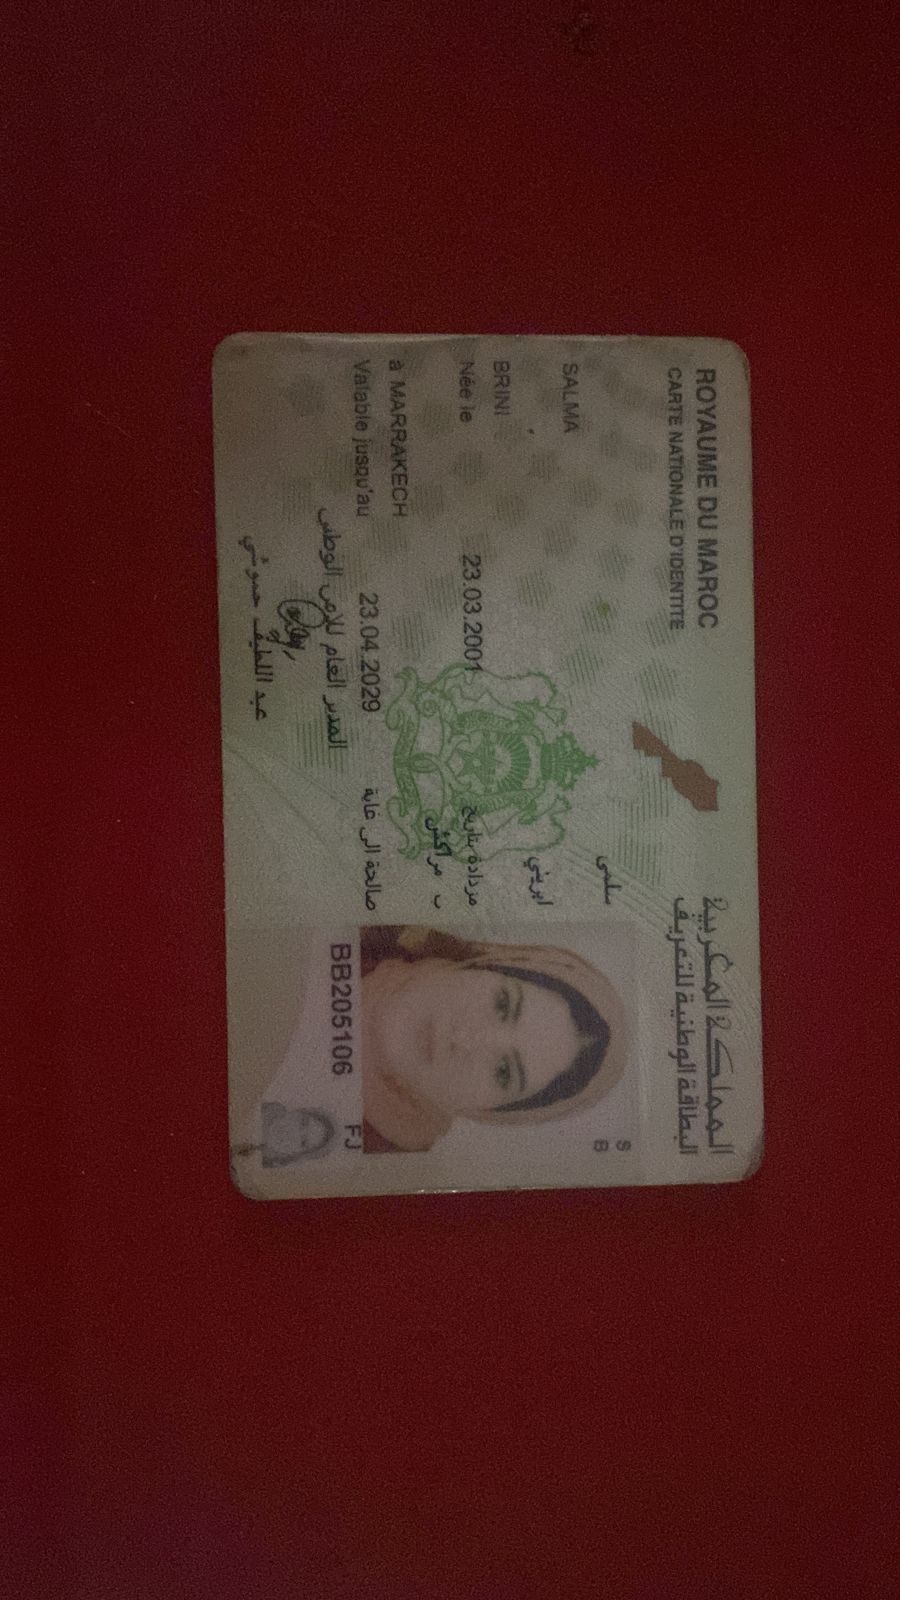 ROYAUME DU MAROC
المملكة المغربية
CARTE NATIONALE D'IDENTITE
البطاقة الوطنية للتعريف
سلمى
SALMA
ابريني
BRINI
Née le 23.03.2001 مزدادة بتاريخ
ب مراكش
à MARRAKECH
Valable jusqu'au 23.04.2029 صالحة الى غاية
المدير العام للامن الوطني
عبد اللطيف حموشي
S
B
BB205106
FJ